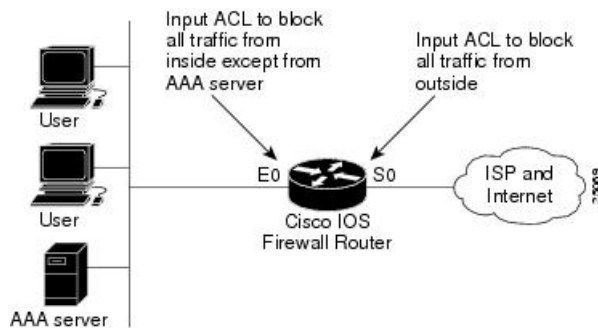 Input ACL to block
all traffic from
inside except from
AAA server
Input ACL to block
all traffic from
outside
User
User
AAA server
E0
S0
Cisco IOS
Firewall Router
ISP and
Internet